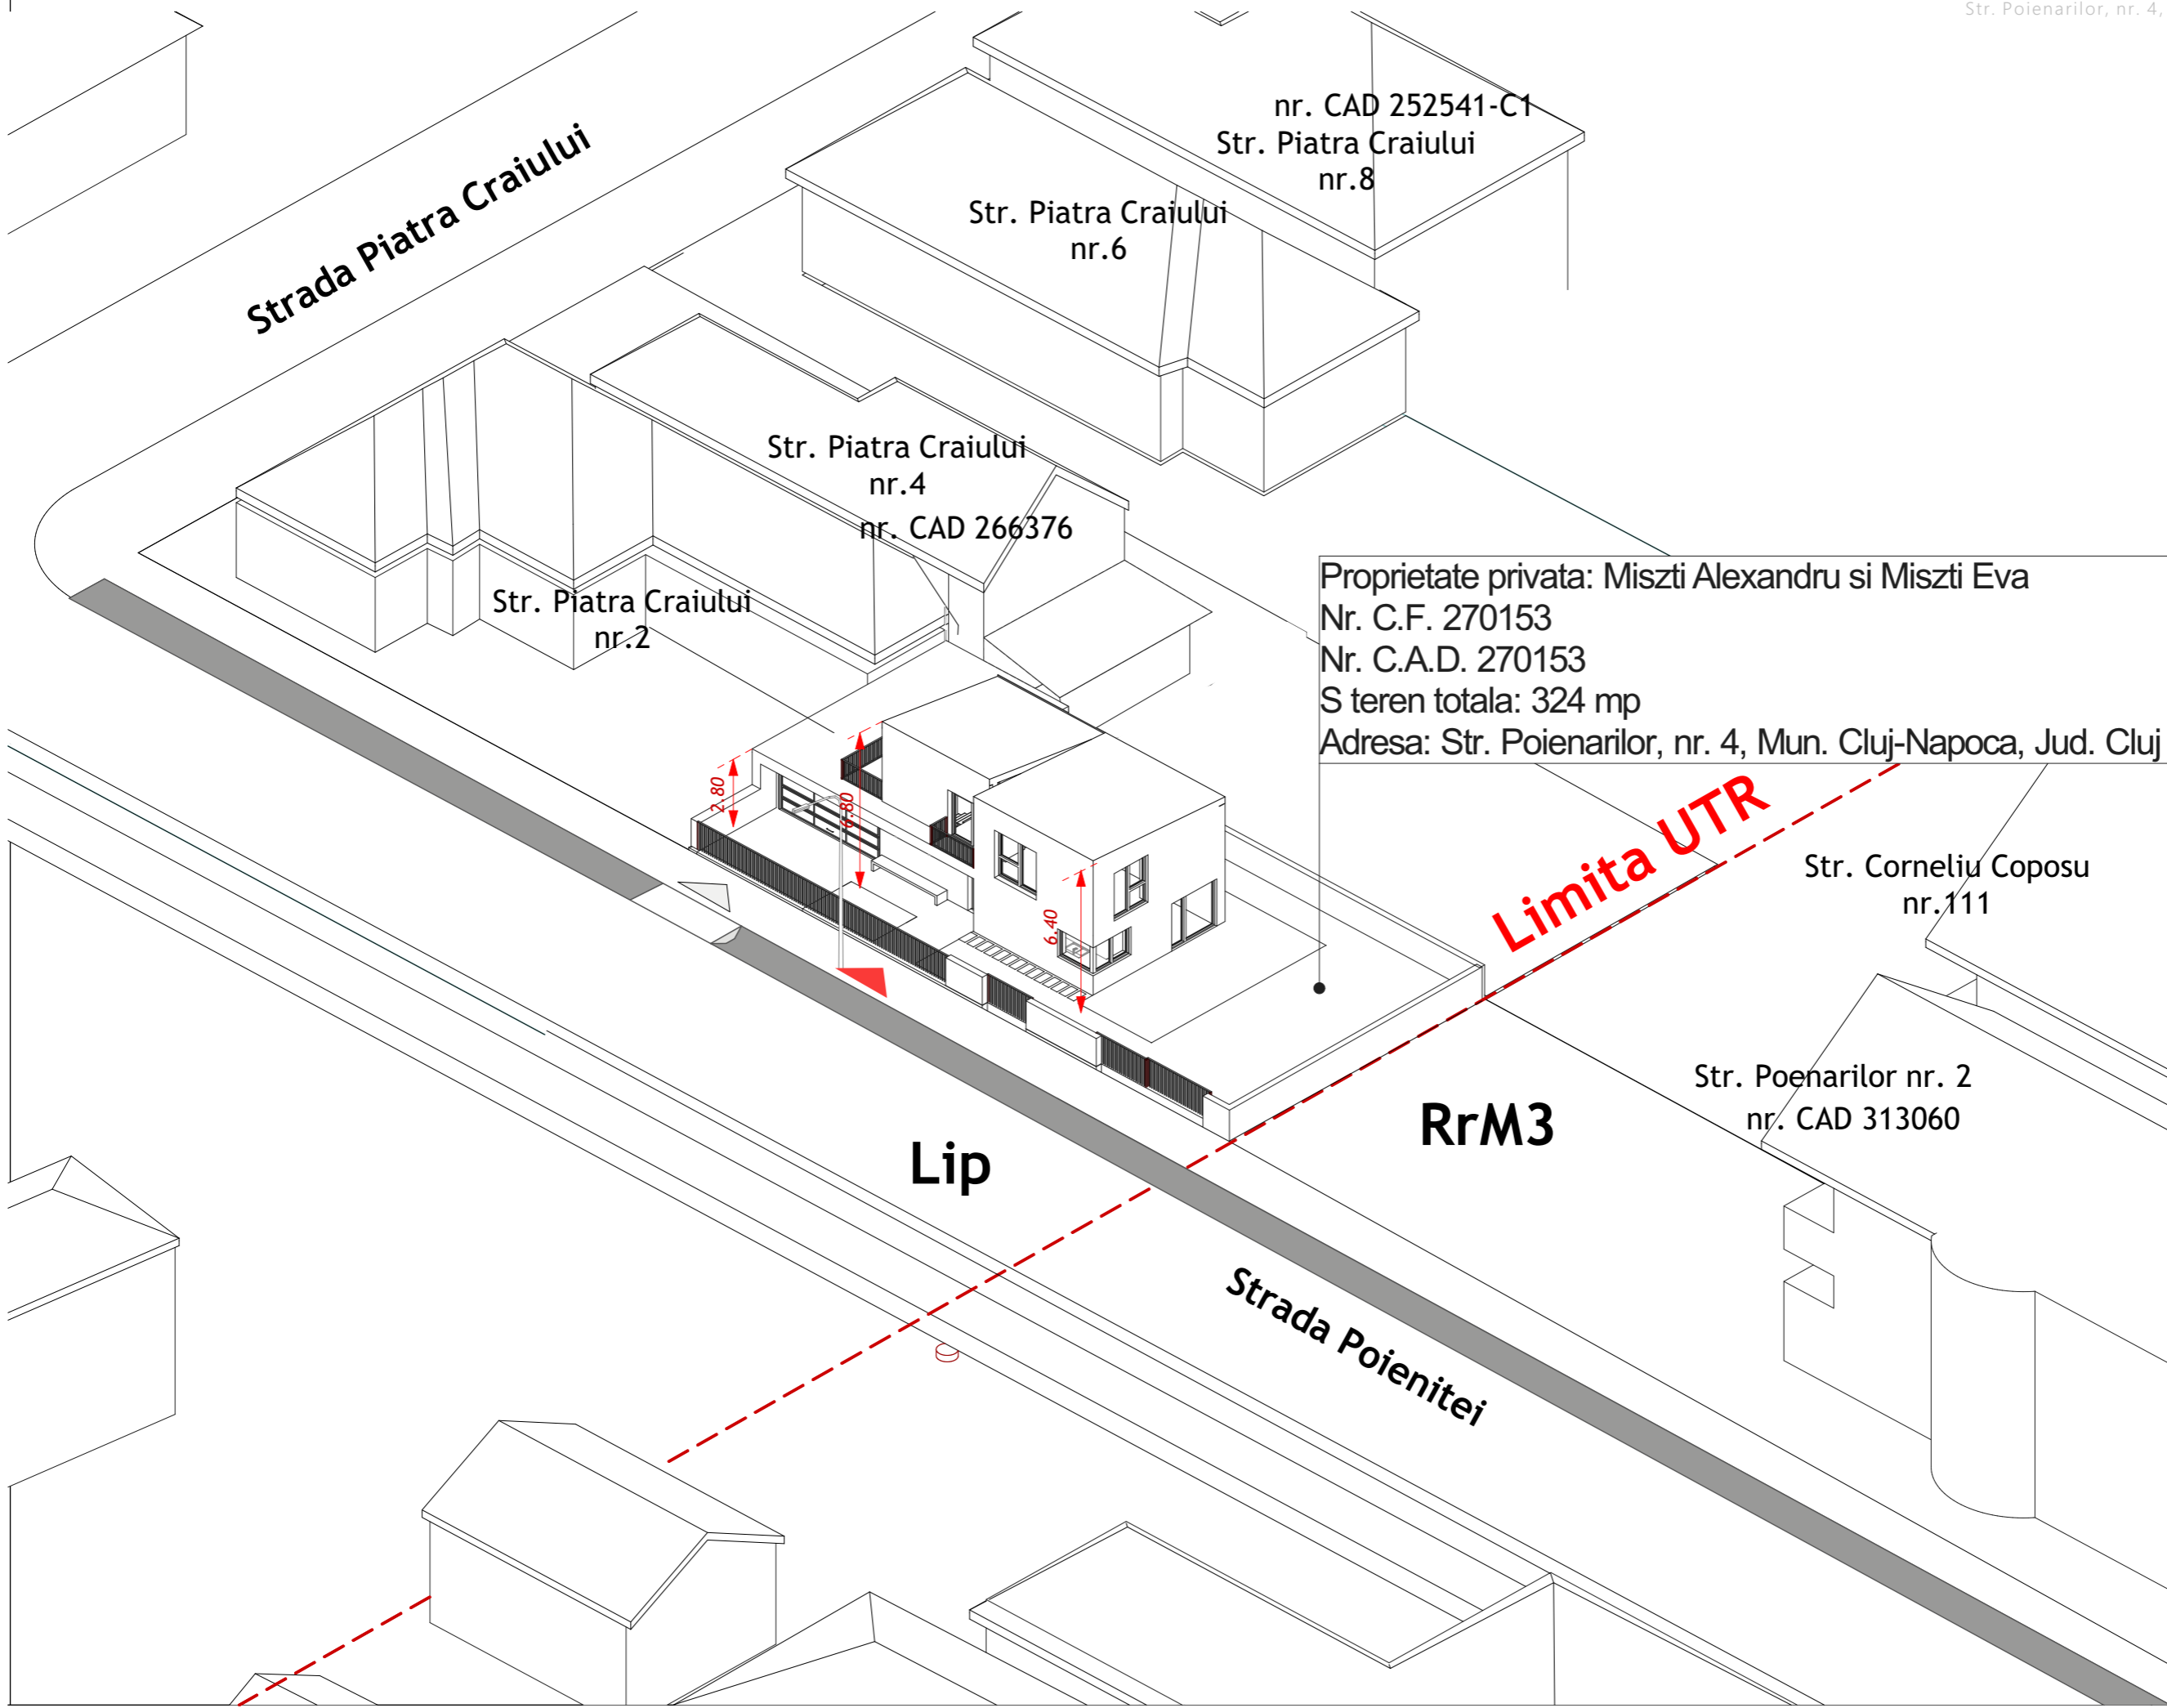 Str. Poienarilor, nr. 4,
nr. CAD 252541-C1
Str. Piatra Craiului
nr.8
Strada Piatra Craiului
Str. Piatra Craiului
nr.6
Str. Piatra Craiului
nr.4
nr. CAD 266376
Str. Piatra Craiului
nr.2
Proprietate privata: Miszti Alexandru si Miszti Eva
Nr. C.F. 270153
Nr. C.A.D. 270153
S teren totala: 324 mp
Adresa: Str. Poienarilor, nr. 4, Mun. Cluj-Napoca, Jud. Cluj
2.80
6.80
6.40
Limita UTR
Str. Corneliu Coposu
nr.111
Str. Poenarilor nr. 2
nr. CAD 313060
RrM3
Lip
Strada Poienitei